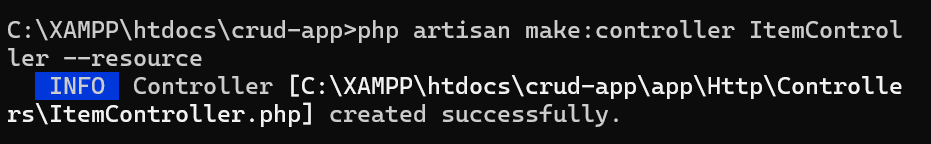 C:\XAMPP\htdocs\crud-app>php artisan make:controller ItemControl
ler --resource
INFO Controller [C:\XAMPP\htdocs\crud-app\app\Http\Controlle
rs\ItemController.php] created successfully.